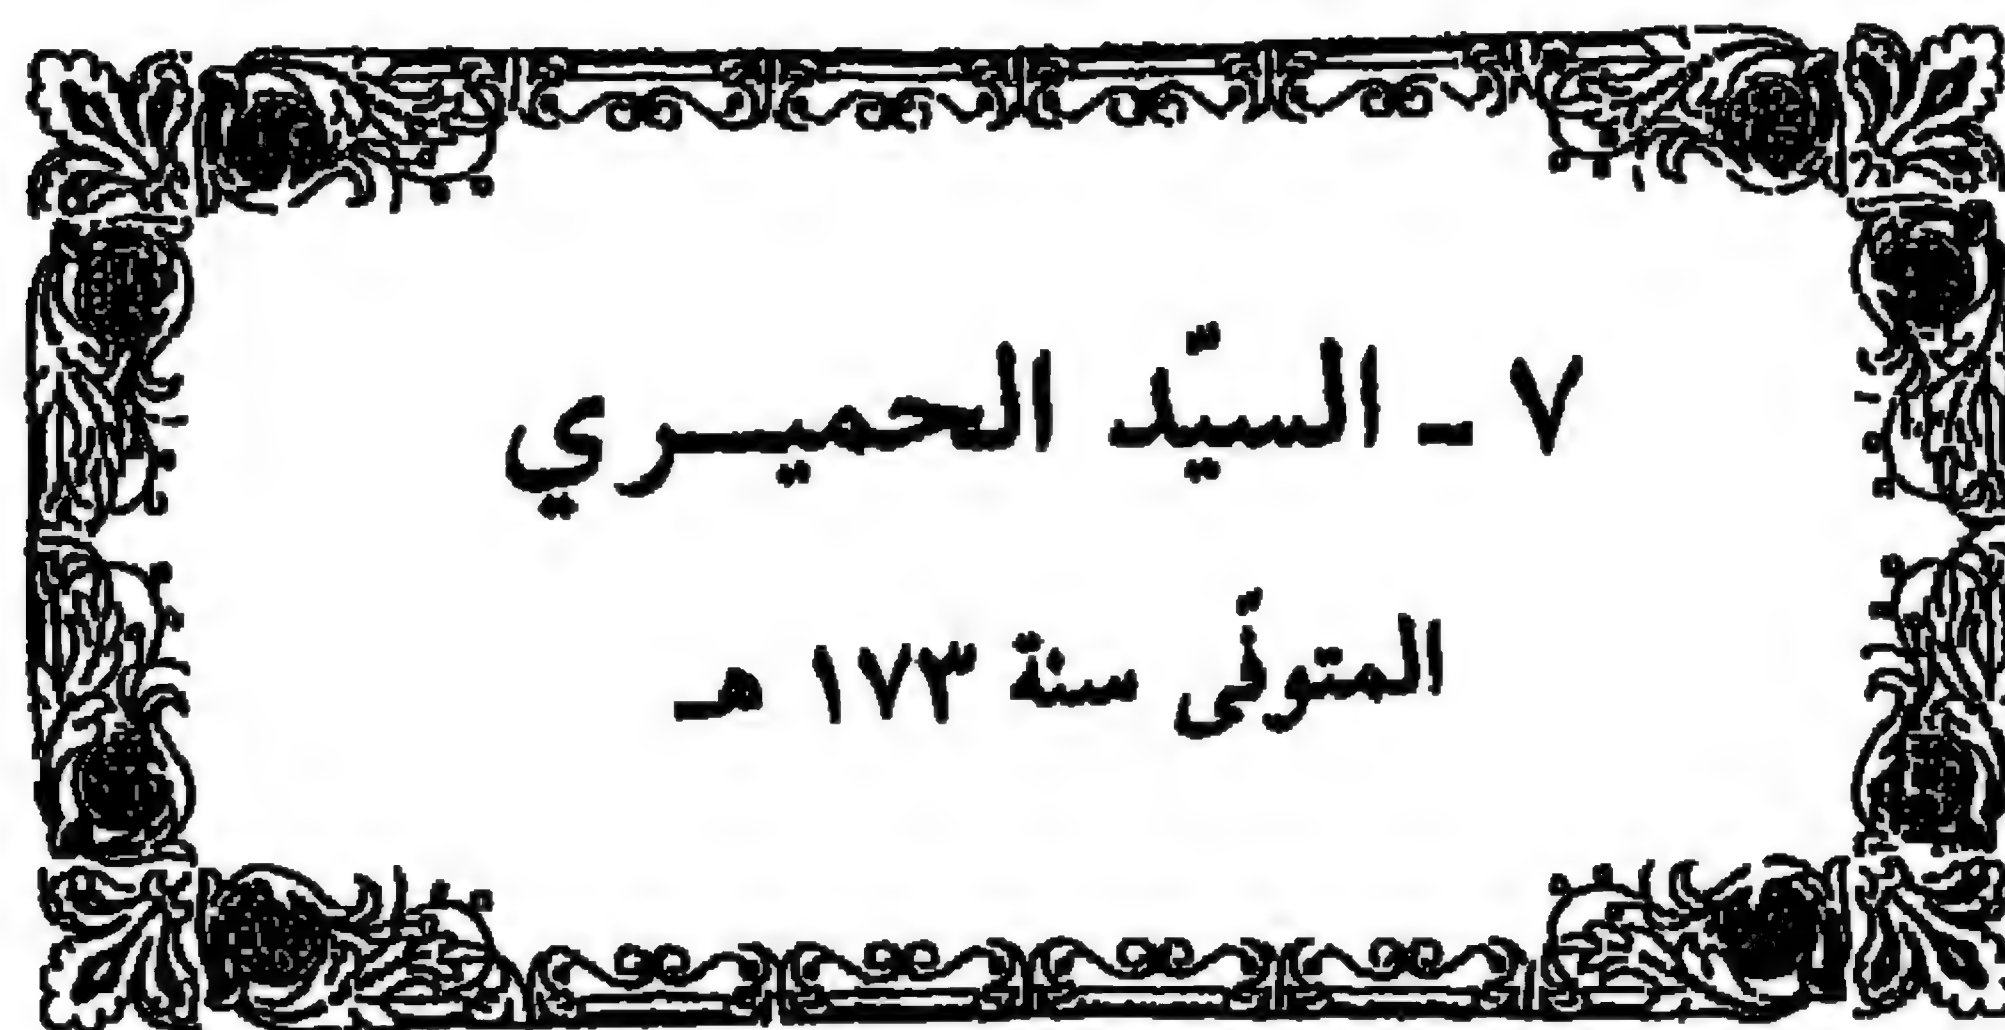 ٧ ـ السيّد الحميـري
المتوفّى سنة ١٧٣ هـ